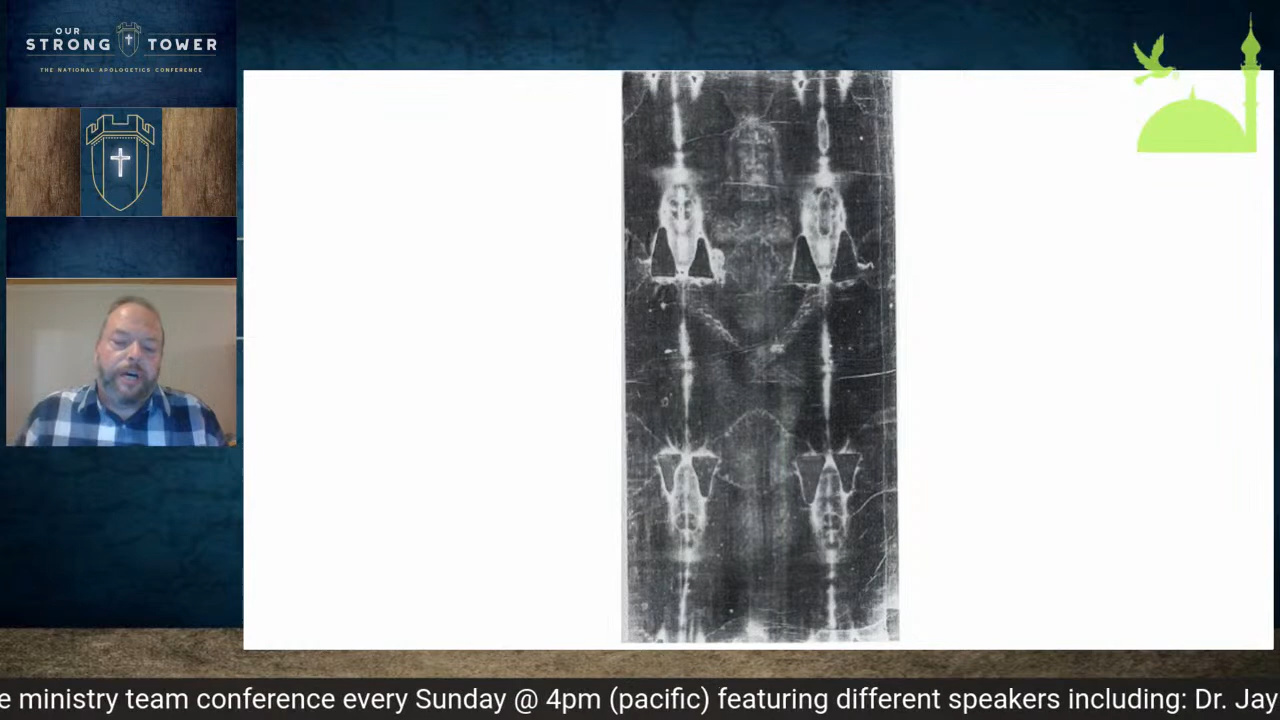 OUR
STRONG TOWER
THE NATIONAL APOLOGETICS CONFERENCE
e ministry team conference every Sunday @ 4pm (pacific) featuring different speakers including: Dr. Jay